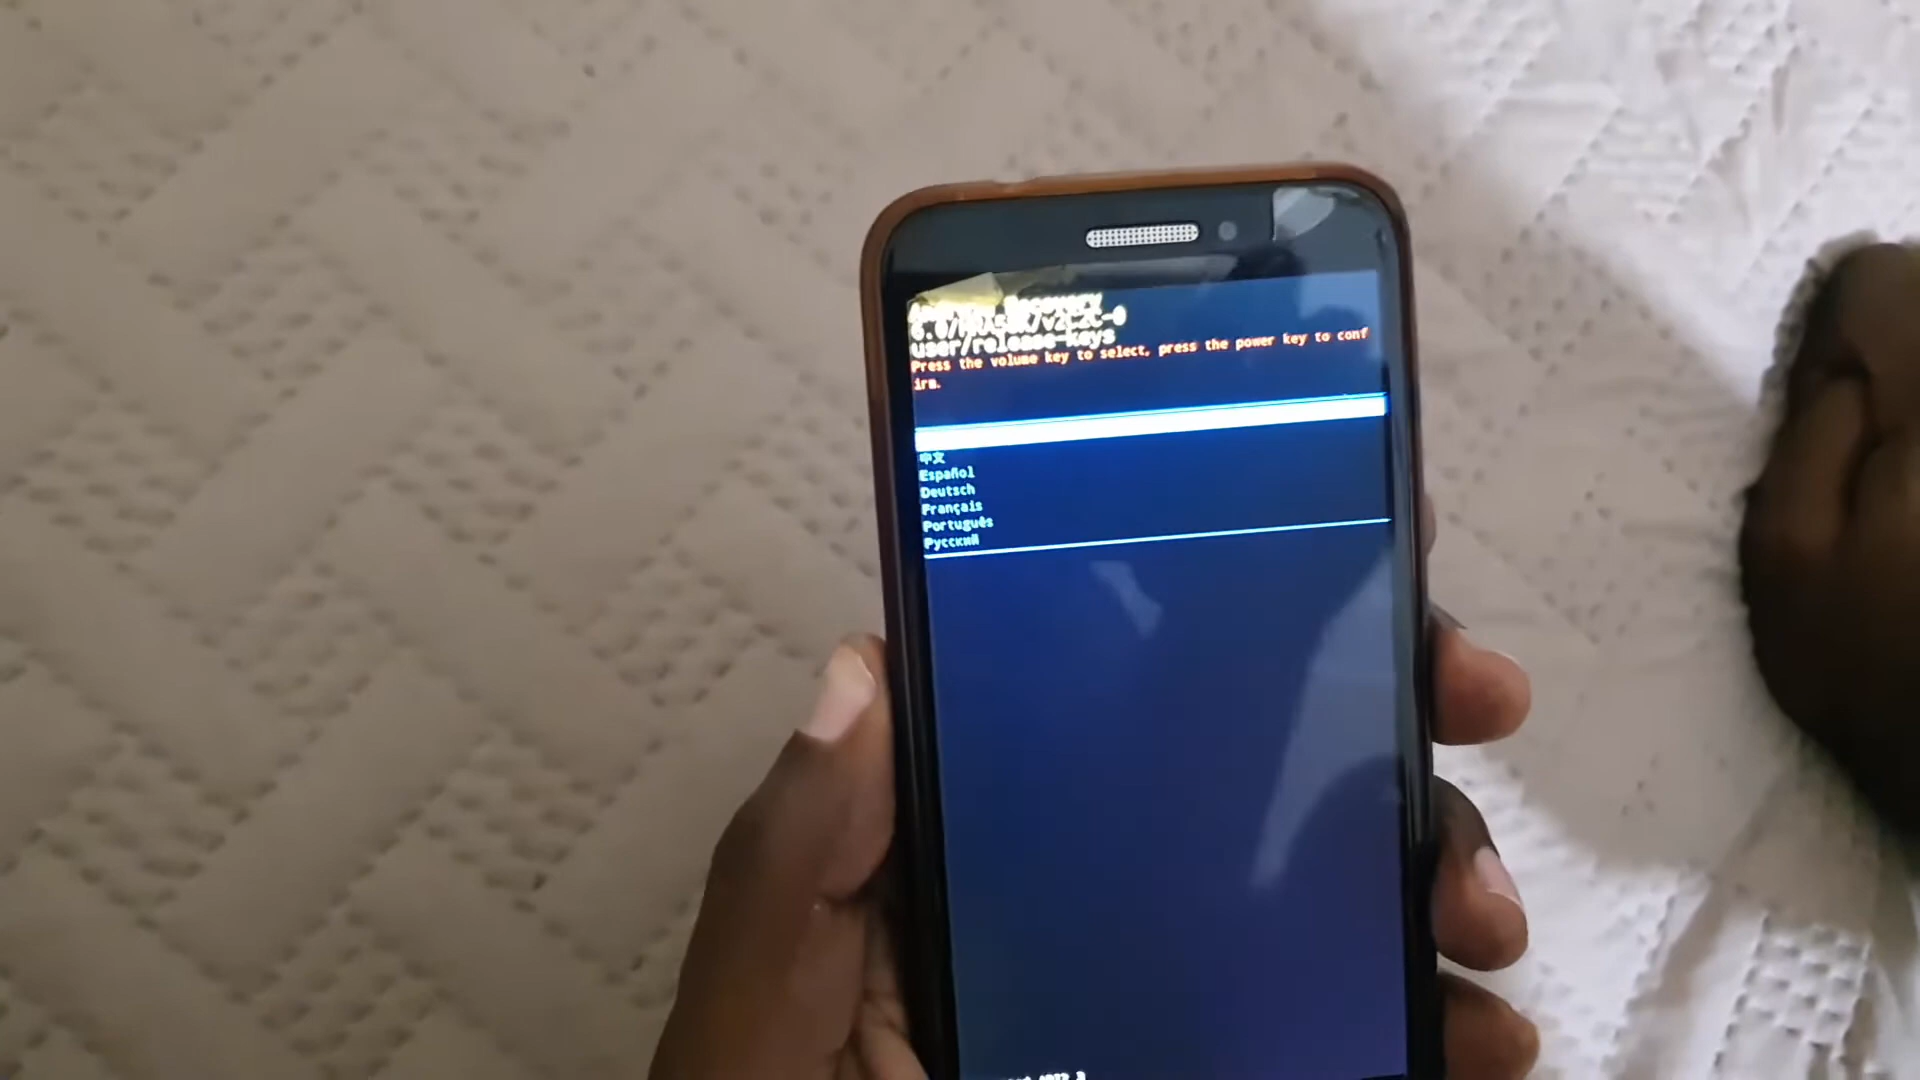 Recovery
user/release-keys
Press the volume key to select, press the power key to conf
irm.
中文
Español
Deutsch
Français
Português
Русский